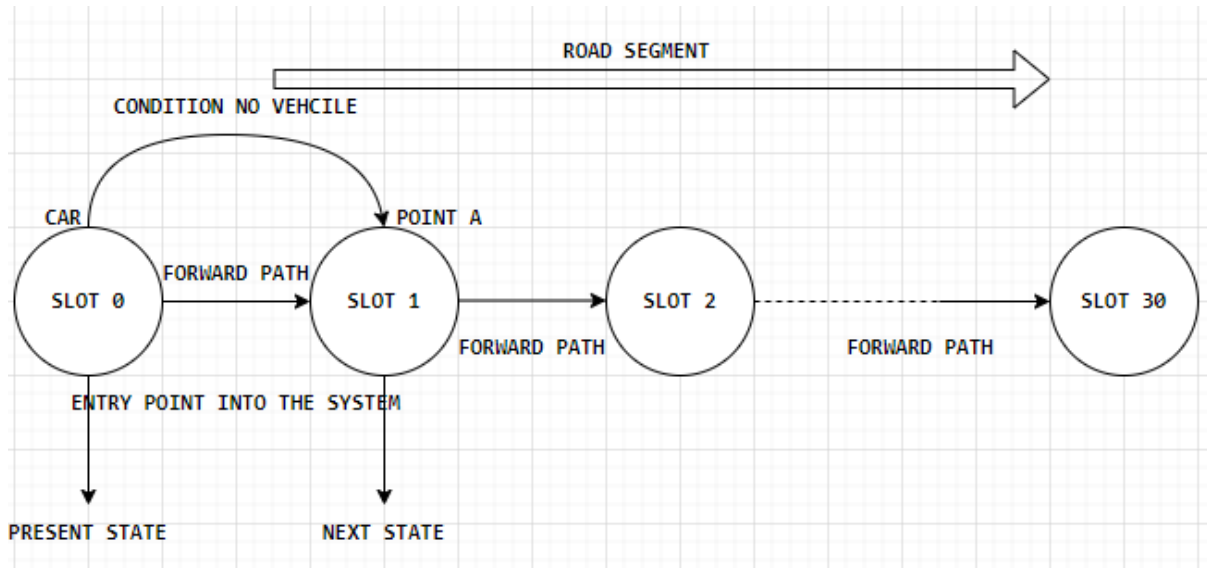 ROAD SEGMENT
CONDITION NO VEHCILE
CAR
POINT A
FORWARD PATH
SLOT 0
SLOT 1
SLOT 2
SLOT 30
FORWARD PATH
FORWARD PATH
ENTRY POINT INTO THE SYSTEM
PRESENT STATE
NEXT STATE